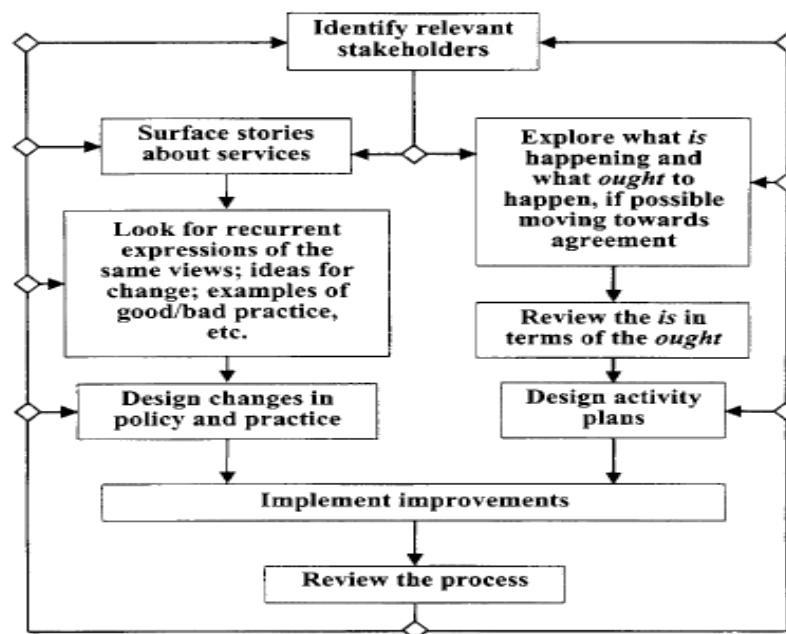 Identify relevant
stakeholders
Surface stories
about services
Explore what is
happening and
what ought to
happen, if possible
moving towards
agreement
Look for recurrent
expressions of the
same views; ideas for
change; examples of
good/bad practice,
etc.
Review the is in
terms of the ought
Design changes in
policy and practice
Design activity
plans
Implement improvements
Review the process